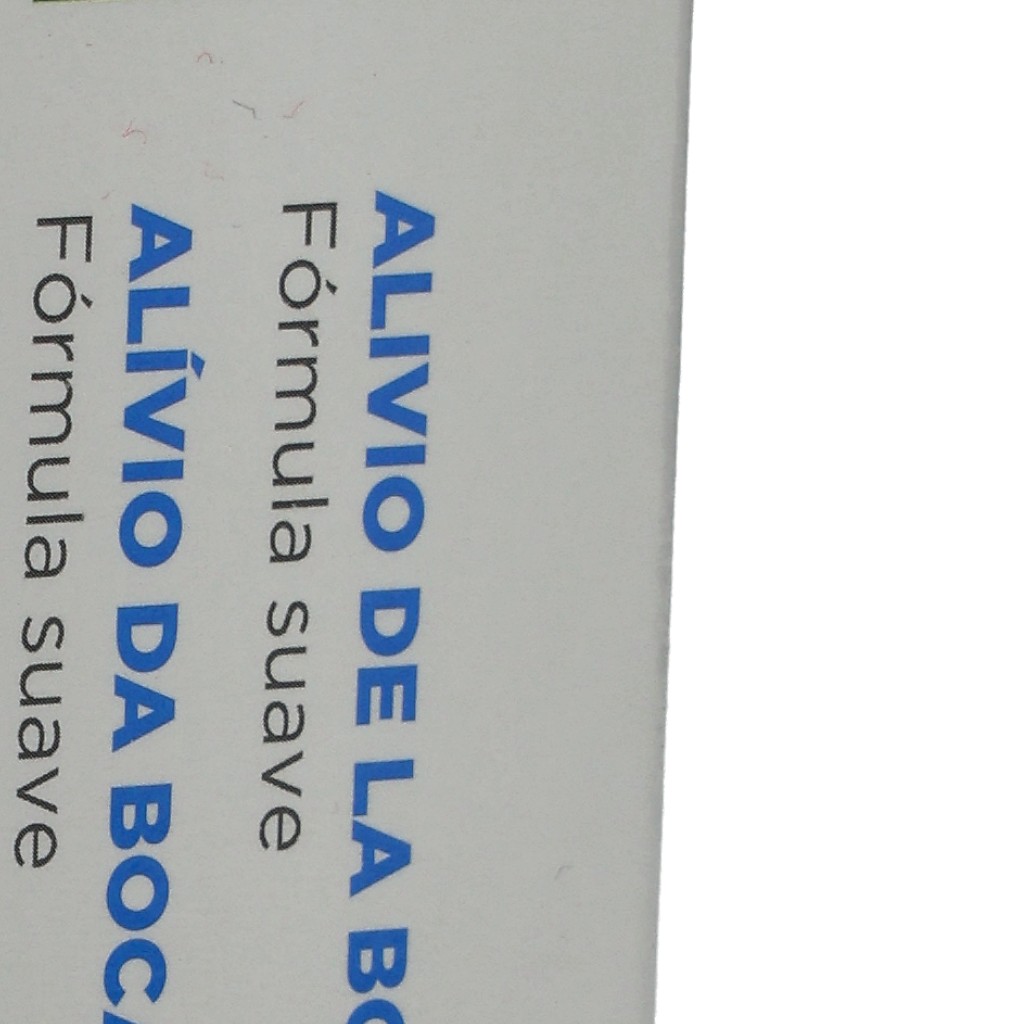 ALIVIO DE LA
Fórmula suave
ALÍVIO DA
Fórmula suave